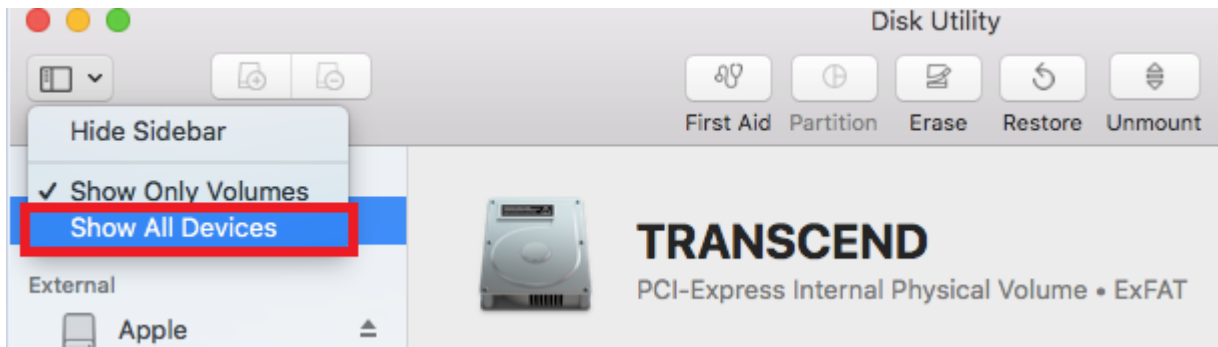 Disk Utility
First Aid Partition Erase Restore Unmount
Hide Sidebar
Show Only Volumes
Show All Devices
External
Apple
TRANSCEND
PCI-Express Internal Physical Volume • ExFAT